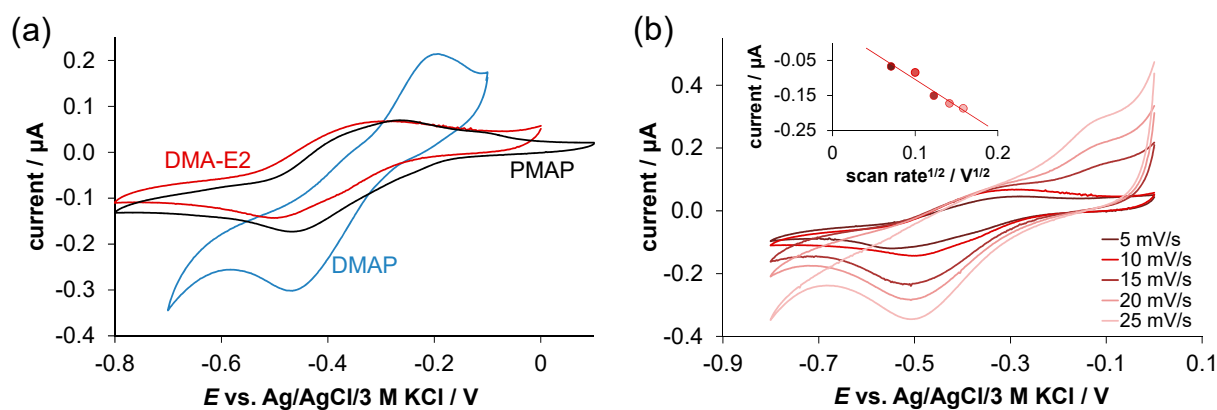 (a)
0.2
0.1
0.0
-0.1
-0.2
-0.3
-0.4
current / µA
DMA-E2
PMAP
DMAP
-0.8
-0.6
-0.4
-0.2
0
E vs. Ag/AgCl/3 M KCl / V
(b)
0.4
0.2
0.0
-0.2
-0.4
current / µA
-0.05
-0.15
-0.25
current / µA
0
0.1
0.2
scan rate1/2 / V1/2
5 mV/s
10 mV/s
15 mV/s
20 mV/s
25 mV/s
-0.9
-0.7
-0.5
-0.3
-0.1
0.1
E vs. Ag/AgCl/3 M KCl / V